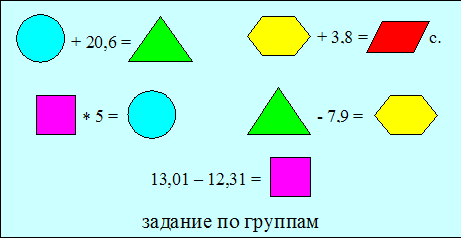 + 20,6 =
+ 3,8 = с.
* 5 =
- 7,9 =
13,01 – 12,31 =
задание по группам